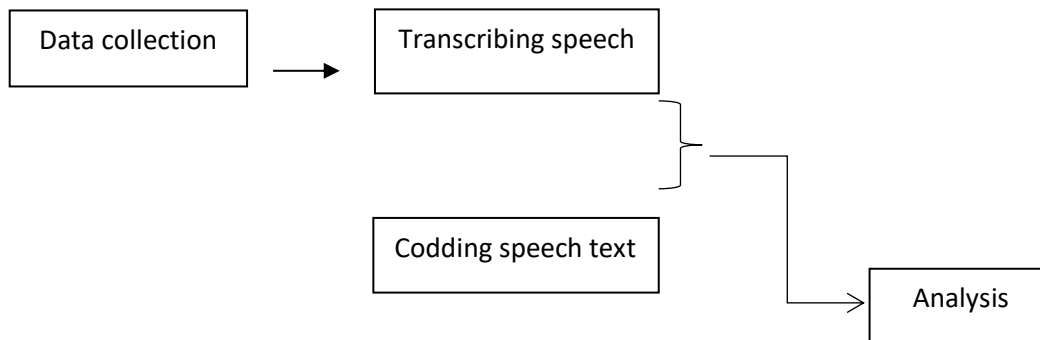 Data collection
Transcribing speech
Codding speech text
Analysis